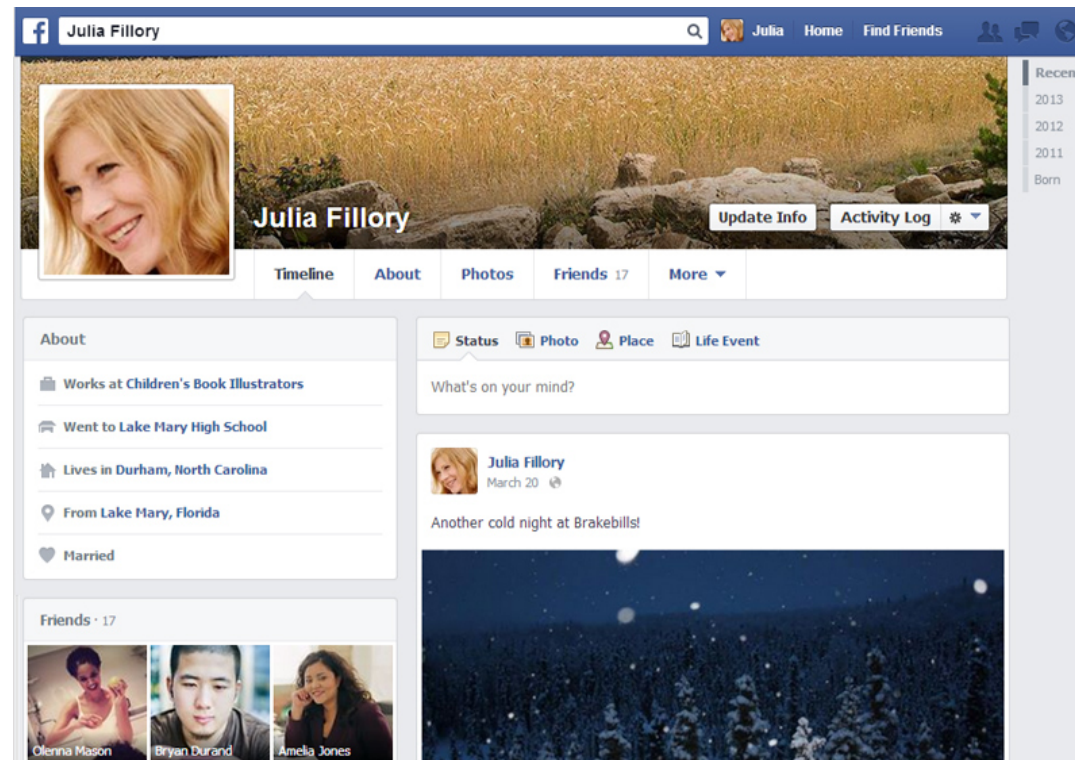 f Julia Fillory Julia Home Find Friends
Recen
2013
2012
2011
Born
Julia Fillory
Update Info Activity Log
Timeline About Photos Friends 17 More
About
Works at Children's Book Illustrators
Went to Lake Mary High School
Lives in Durham, North Carolina
From Lake Mary, Florida
Married
Friends · 17
Olenna Mason Bryan Durand Amelia Jones
Status Photo Place Life Event
What's on your mind?
Julia Fillory
March 20
Another cold night at Brakebills!